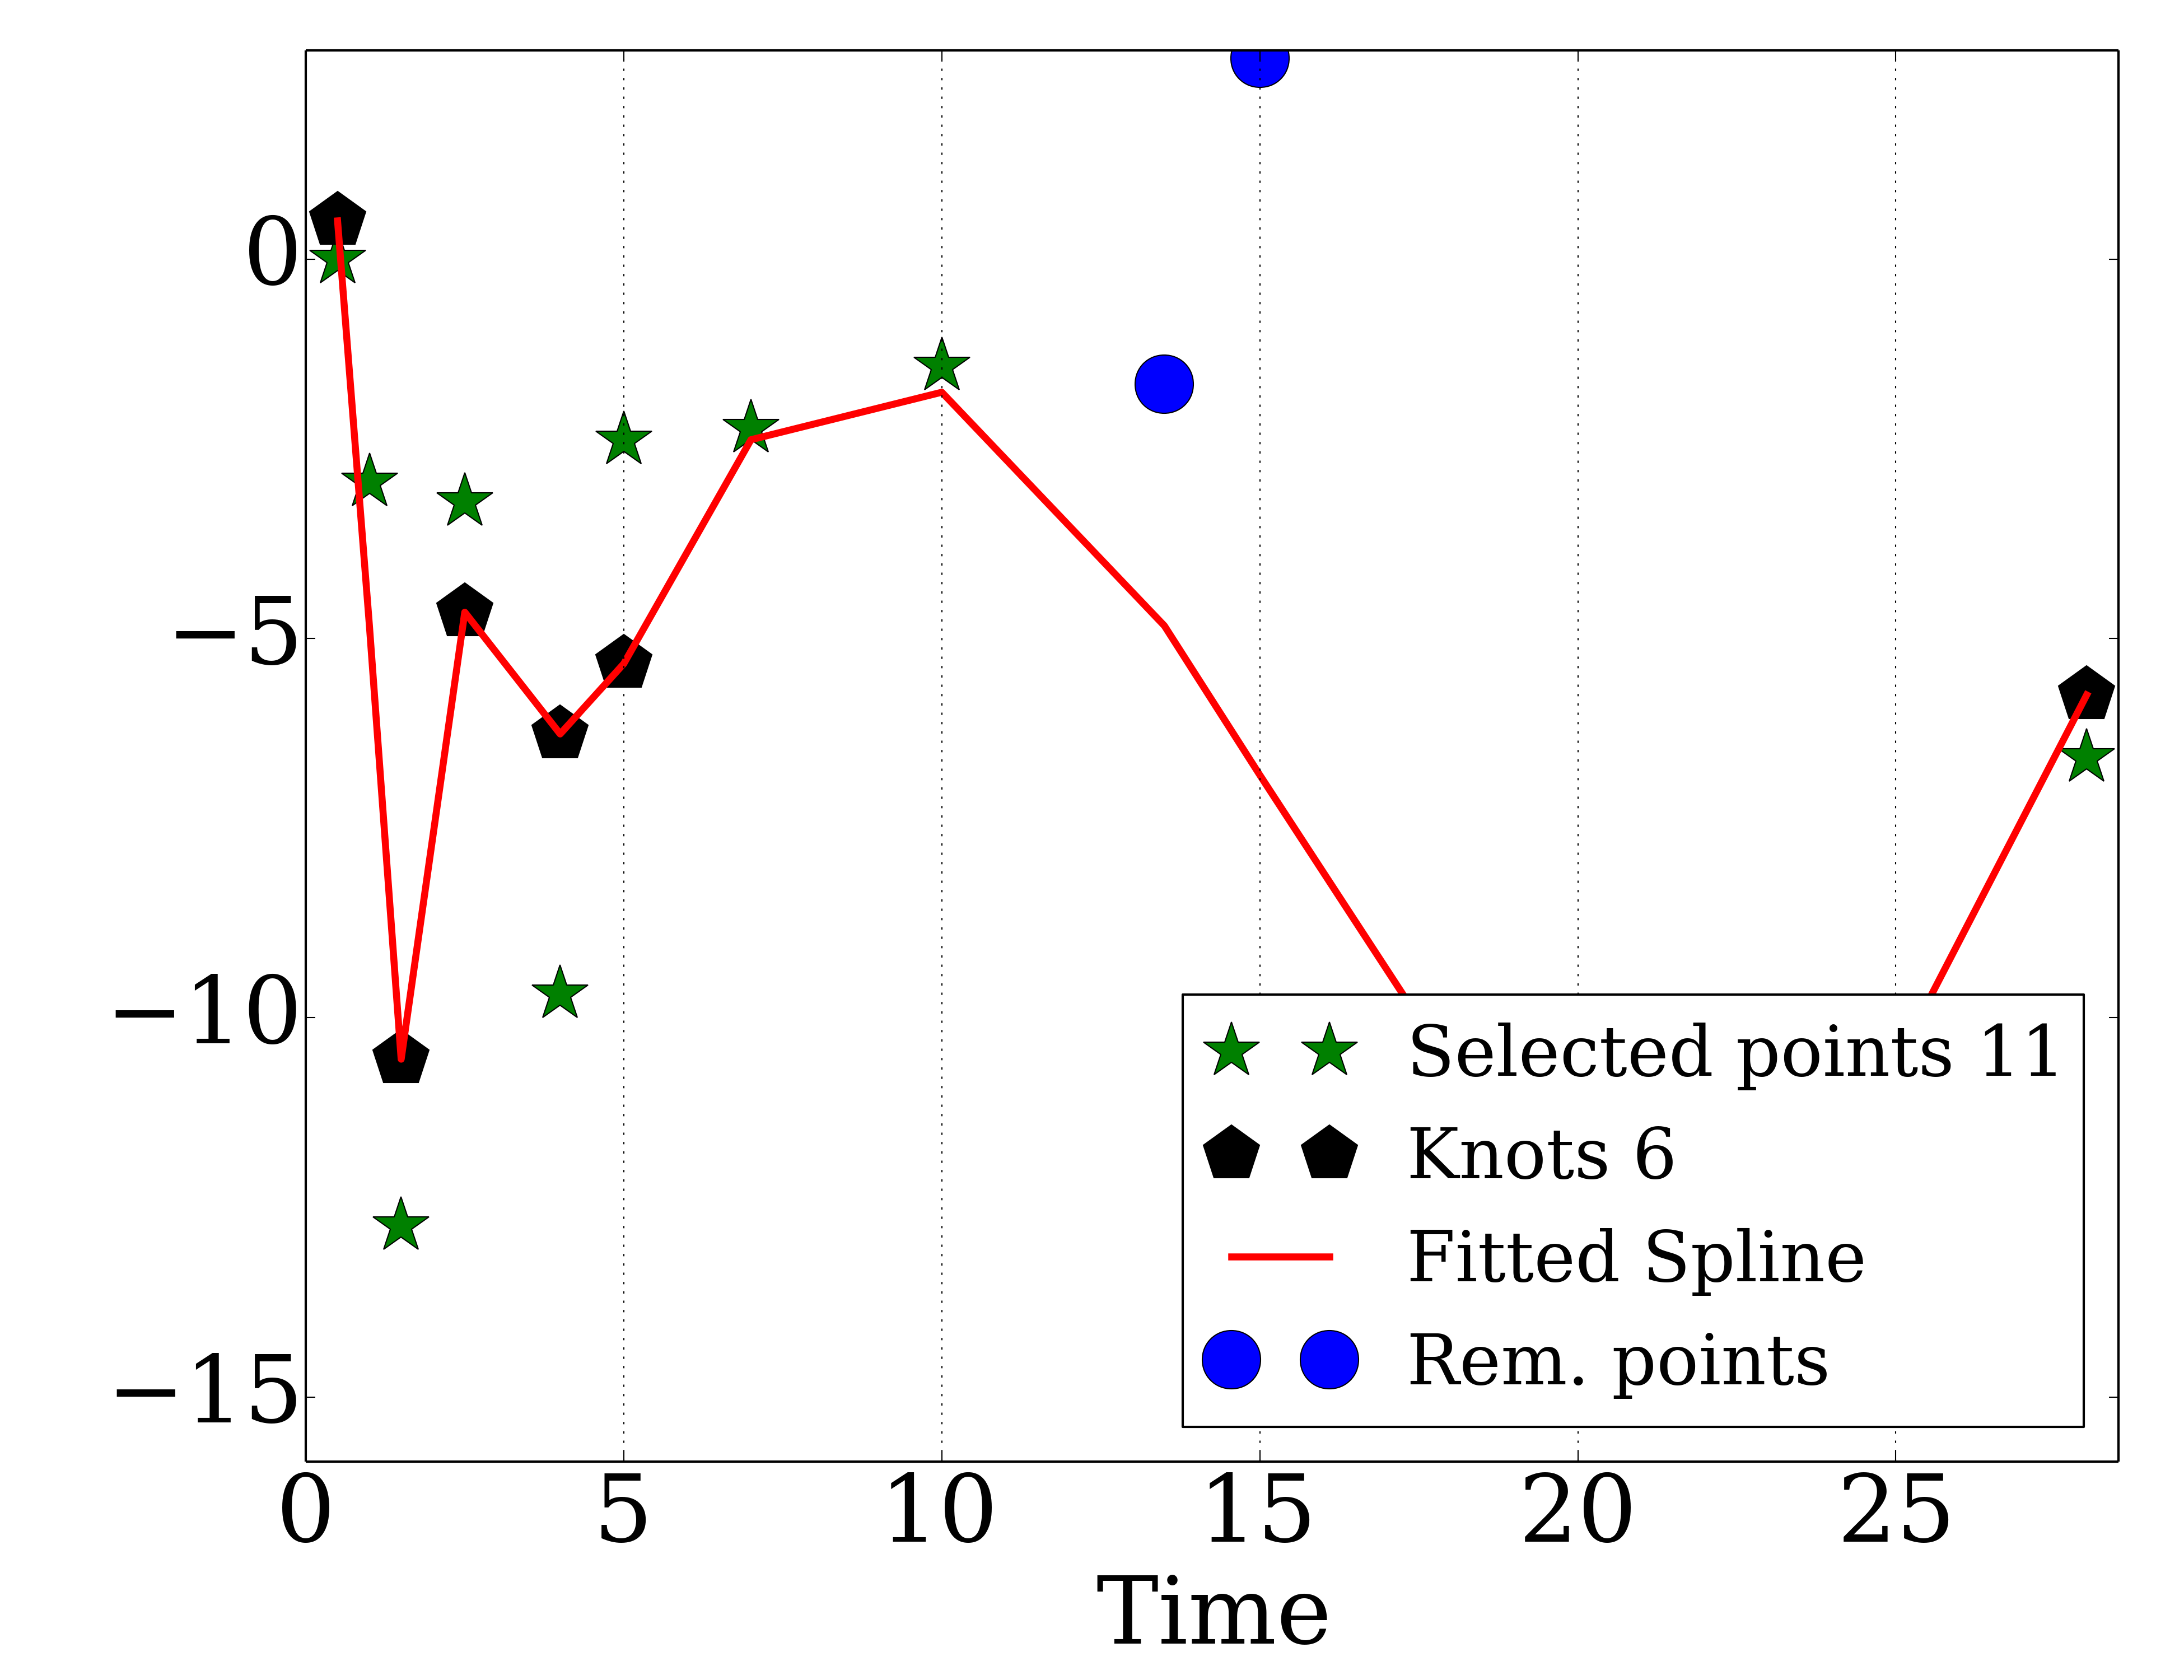 0
−5
−10
−15
0 5 10 15 20 25
Time
Selected points 11
Knots 6
Fitted Spline
Rem. points